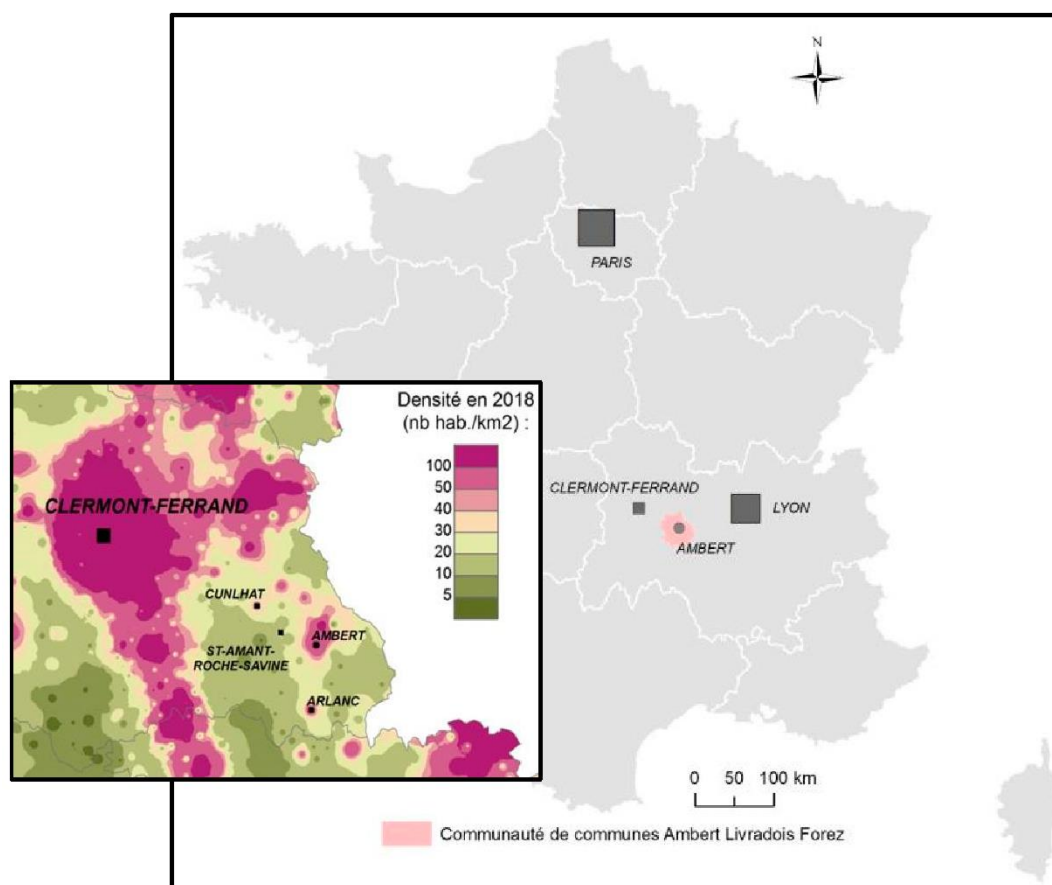 N
PARIS
CLERMONT-FERRAND
LYON
AMBERT
Densité en 2018
(nb hab./km2) :
100
50
40
30
20
10
5
CLERMONT-FERRAND
CUNLHAT
AMBERT
ST-AMANT-
ROCHE-SAVINE
ARLANC
0 50 100 km
Communauté de communes Ambert Livradois Forez